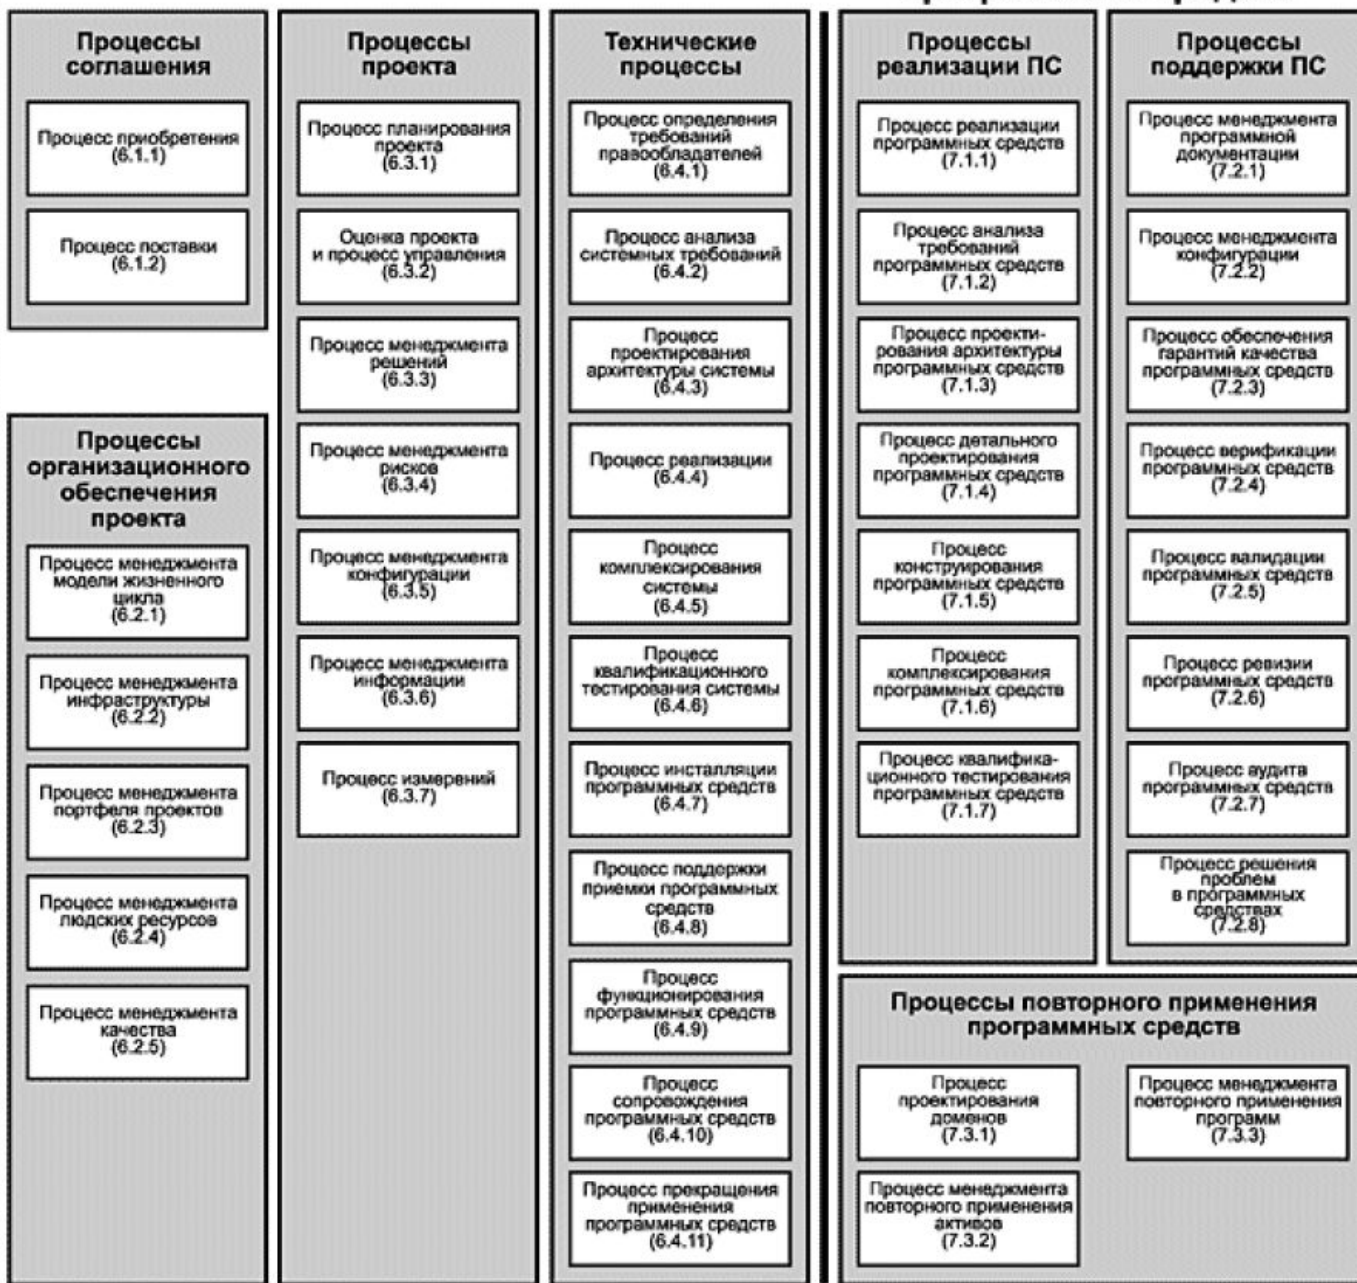 Процессы
соглашения
Процесс приобретения
(6.1.1)
Процесс поставки
(6.1.2)
Процессы
организационного
обеспечения
проекта
Процесс менеджмента
модели жизненного
цикла
(6.2.1)
Процесс менеджмента
инфраструктуры
(6.2.2)
Процесс менеджмента
портфеля проектов
(6.2.3)
Процесс менеджмента
людских ресурсов
(6.2.4)
Процесс менеджмента
качества
(6.2.5)
Процессы
проекта
Процесс планирования
проекта
(6.3.1)
Оценка проекта
и процесс управления
(6.3.2)
Процесс менеджмента
решений
(6.3.3)
Процесс менеджмента
рисков
(6.3.4)
Процесс менеджмента
конфигурации
(6.3.5)
Процесс менеджмента
информации
(6.3.6)
Процесс измерений
(6.3.7)
Технические
процессы
Процесс определения
требований
правообладателей
(6.4.1)
Процесс анализа
системных требований
(6.4.2)
Процесс
проектирования
архитектуры системы
(6.4.3)
Процесс реализации
(6.4.4)
Процесс
комплексирования
системы
(6.4.5)
Процесс
квалификационного
тестирования системы
(6.4.6)
Процесс инсталляции
программных средств
(6.4.7)
Процесс поддержки
приемки программных
средств
(6.4.8)
Процесс
функционирования
программных средств
(6.4.9)
Процесс
сопровождения
программных средств
(6.4.10)
Процесс прекращения
применения
программных средств
(6.4.11)
Процессы
реализации ПС
Процесс реализации
программных средств
(7.1.1)
Процесс анализа
требований
программных средств
(7.1.2)
Процесс проекти-
рования архитектуры
программных средств
(7.1.3)
Процесс детального
проектирования
программных средств
(7.1.4)
Процесс
конструирования
программных средств
(7.1.5)
Процесс
комплексирования
программных средств
(7.1.6)
Процесс квалифика-
ционного тестирования
программных средств
(7.1.7)
Процессы
поддержки ПС
Процесс менеджмента
программной
документации
(7.2.1)
Процесс менеджмента
конфигурации
(7.2.2)
Процесс обеспечения
гарантий качества
программных средств
(7.2.3)
Процесс верификации
программных средств
(7.2.4)
Процесс валидации
программных средств
(7.2.5)
Процесс ревизии
программных средств
(7.2.6)
Процесс аудита
программных средств
(7.2.7)
Процесс решения
проблем
в программных
средствах
(7.2.8)
Процессы повторного применения
программных средств
Процесс
проектирования
доменов
(7.3.1)
Процесс менеджмента
повторного применения
программ
(7.3.3)
Процесс менеджмента
повторного применения
активов
(7.3.2)